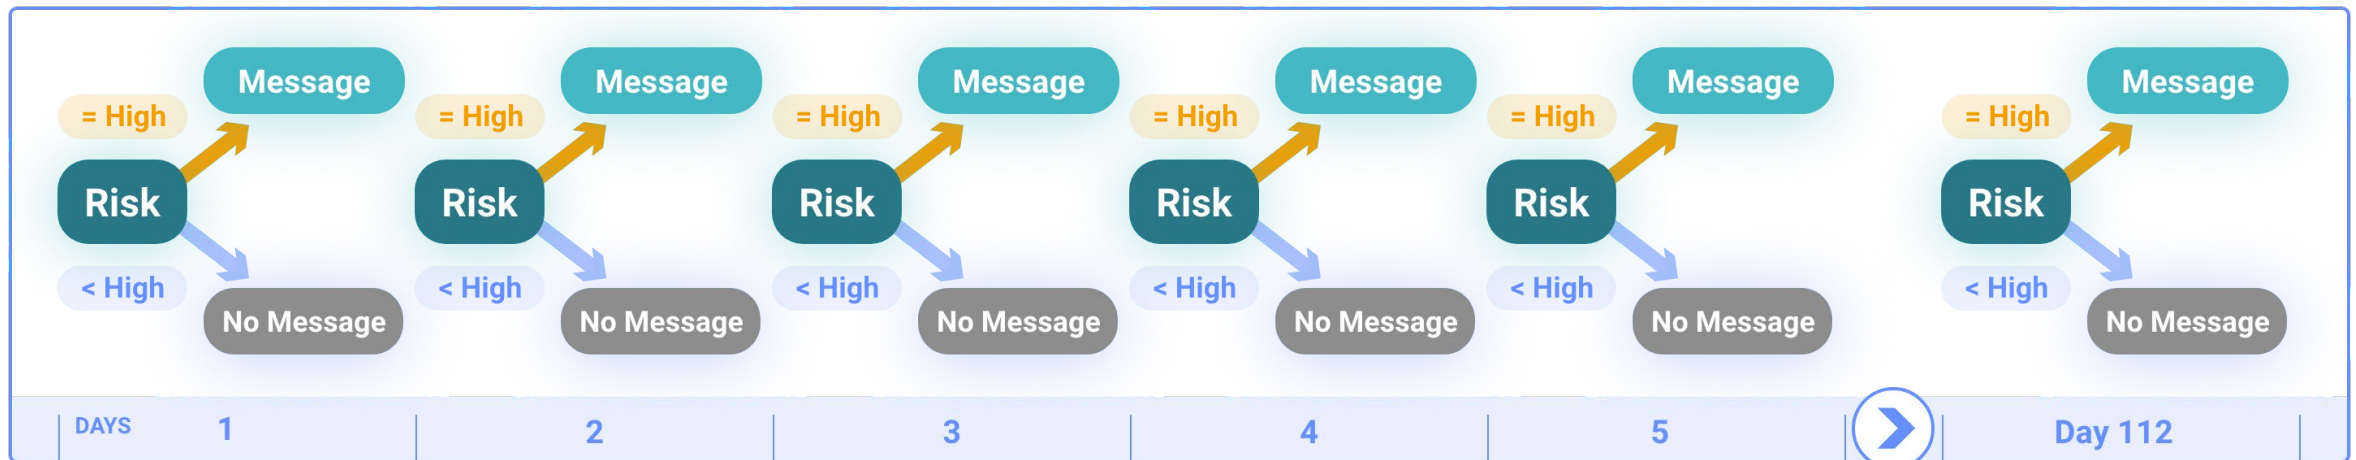 Message
= High
Risk
< High
No Message
Message
= High
Risk
< High
No Message
Message
= High
Risk
< High
No Message
Message
= High
Risk
< High
No Message
Message
= High
Risk
< High
No Message
Message
= High
Risk
< High
No Message
DAYS 1 2 3 4 5 Day 112